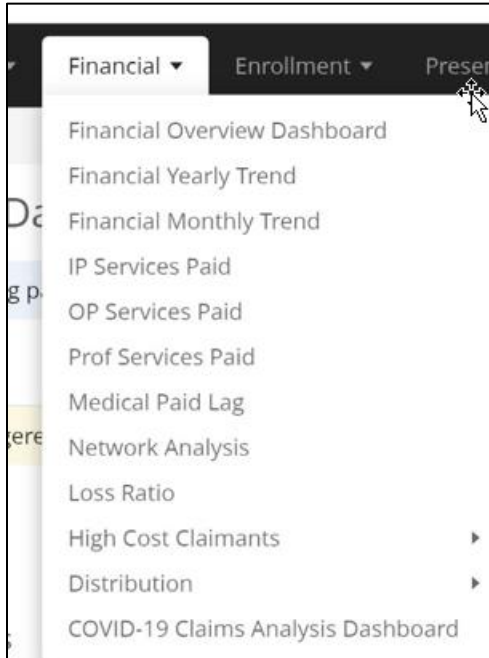 Financial Enrollment
Financial Overview Dashboard
Financial Yearly Trend
Financial Monthly Trend
IP Services Paid
OP Services Paid
Prof Services Paid
Medical Paid Lag
Network Analysis
Loss Ratio
High Cost Claimants
Distribution
COVID-19 Claims Analysis Dashboard